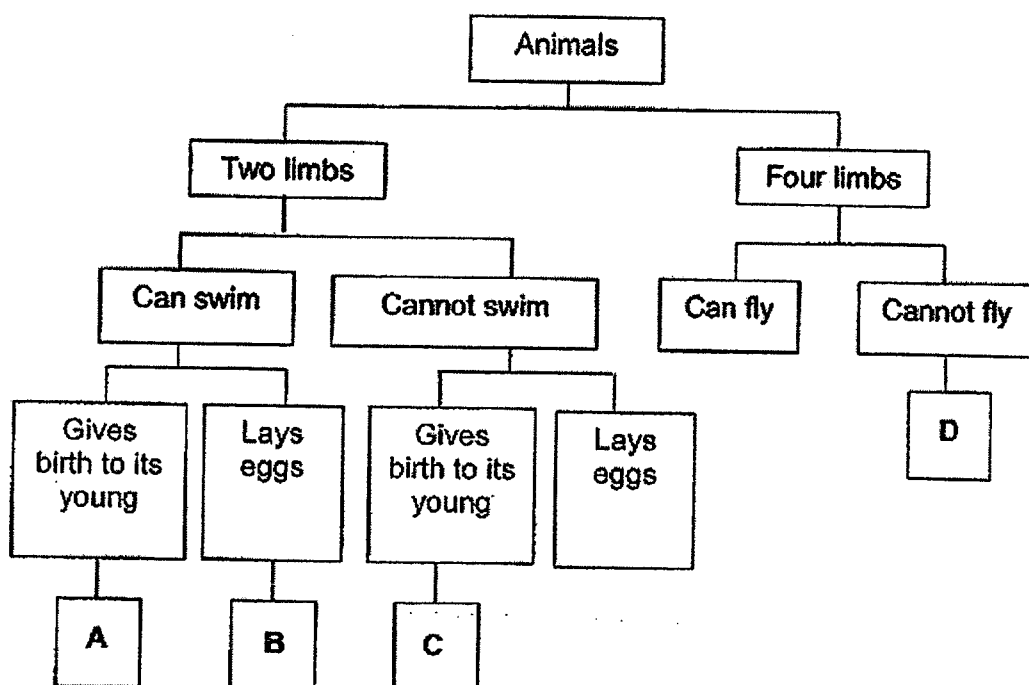 Animals
Two limbs
Four limbs
Can swim
Cannot swim
Can fly
Cannot fly
Gives
birth to its
young
Lays
eggs
Gives
birth to its
young
Lays
eggs
D
A
B
C